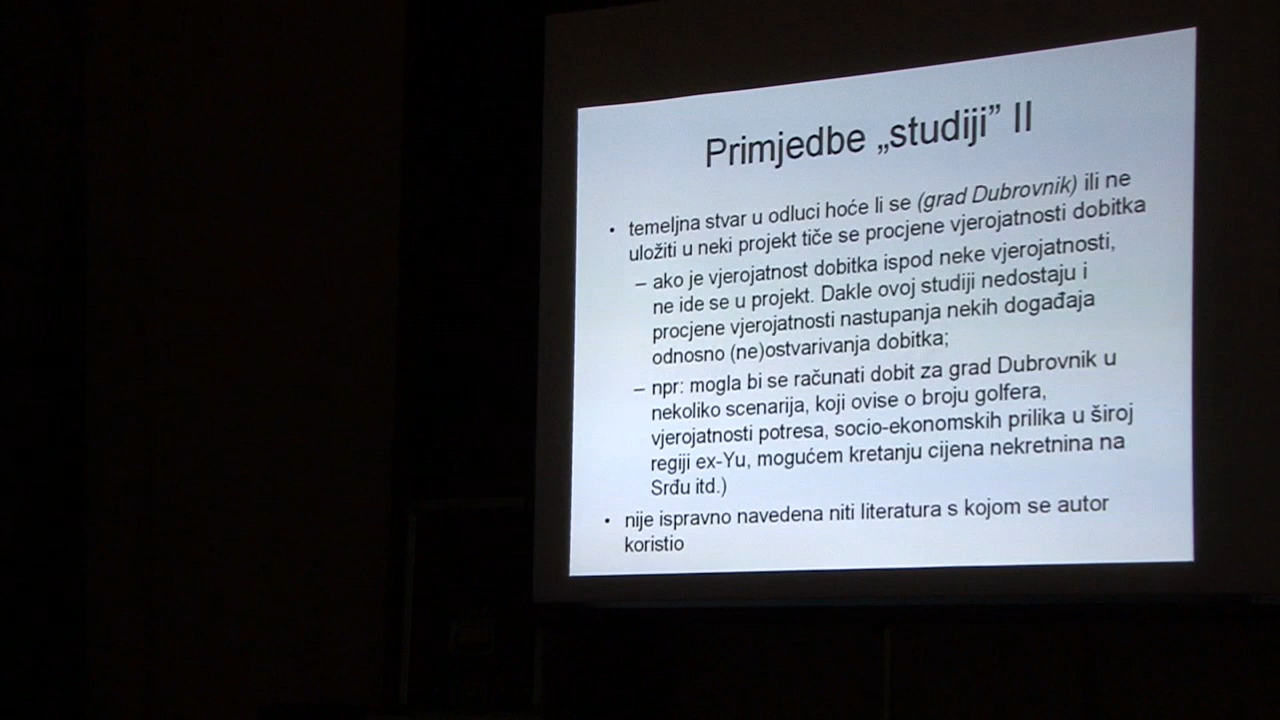 Primjedbe „studiji” II
• temeljna stvar u odluci hoće li se (grad Dubrovnik) ili ne
uložiti u neki projekt tiče se procjene vjerojatnosti dobitka
– ako je vjerojatnost dobitka ispod neke vjerojatnosti,
ne ide se u projekt. Dakle ovoj studiji nedostaju i
procjene vjerojatnosti nastupanja nekih događaja
odnosno (ne)ostvarivanja dobitka;
– npr: mogla bi se računati dobit za grad Dubrovnik u
nekoliko scenarija, koji ovise o broju golfera,
vjerojatnosti potresa, socio-ekonomskih prilika u široj
regiji ex-Yu, mogućem kretanju cijena nekretnina na
Srđu itd.)
• nije ispravno navedena niti literatura s kojom se autor
koristio